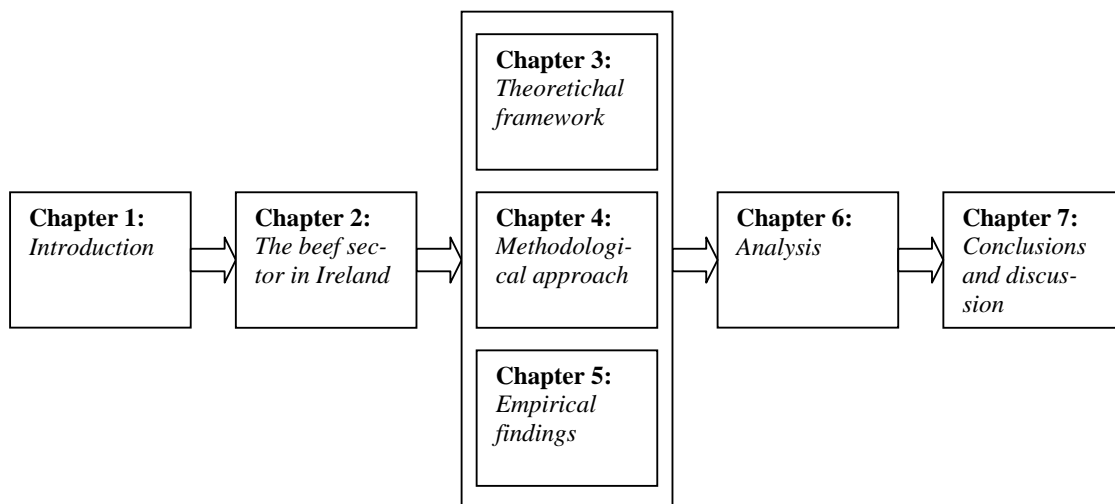 Chapter 1:
Introduction
Chapter 2:
The beef sec-
tor in Ireland
Chapter 3:
Theoretichal
framework
Chapter 4:
Methodologi-
cal approach
Chapter 5:
Empirical
findings
Chapter 6:
Analysis
Chapter 7:
Conclusions
and discus-
sion